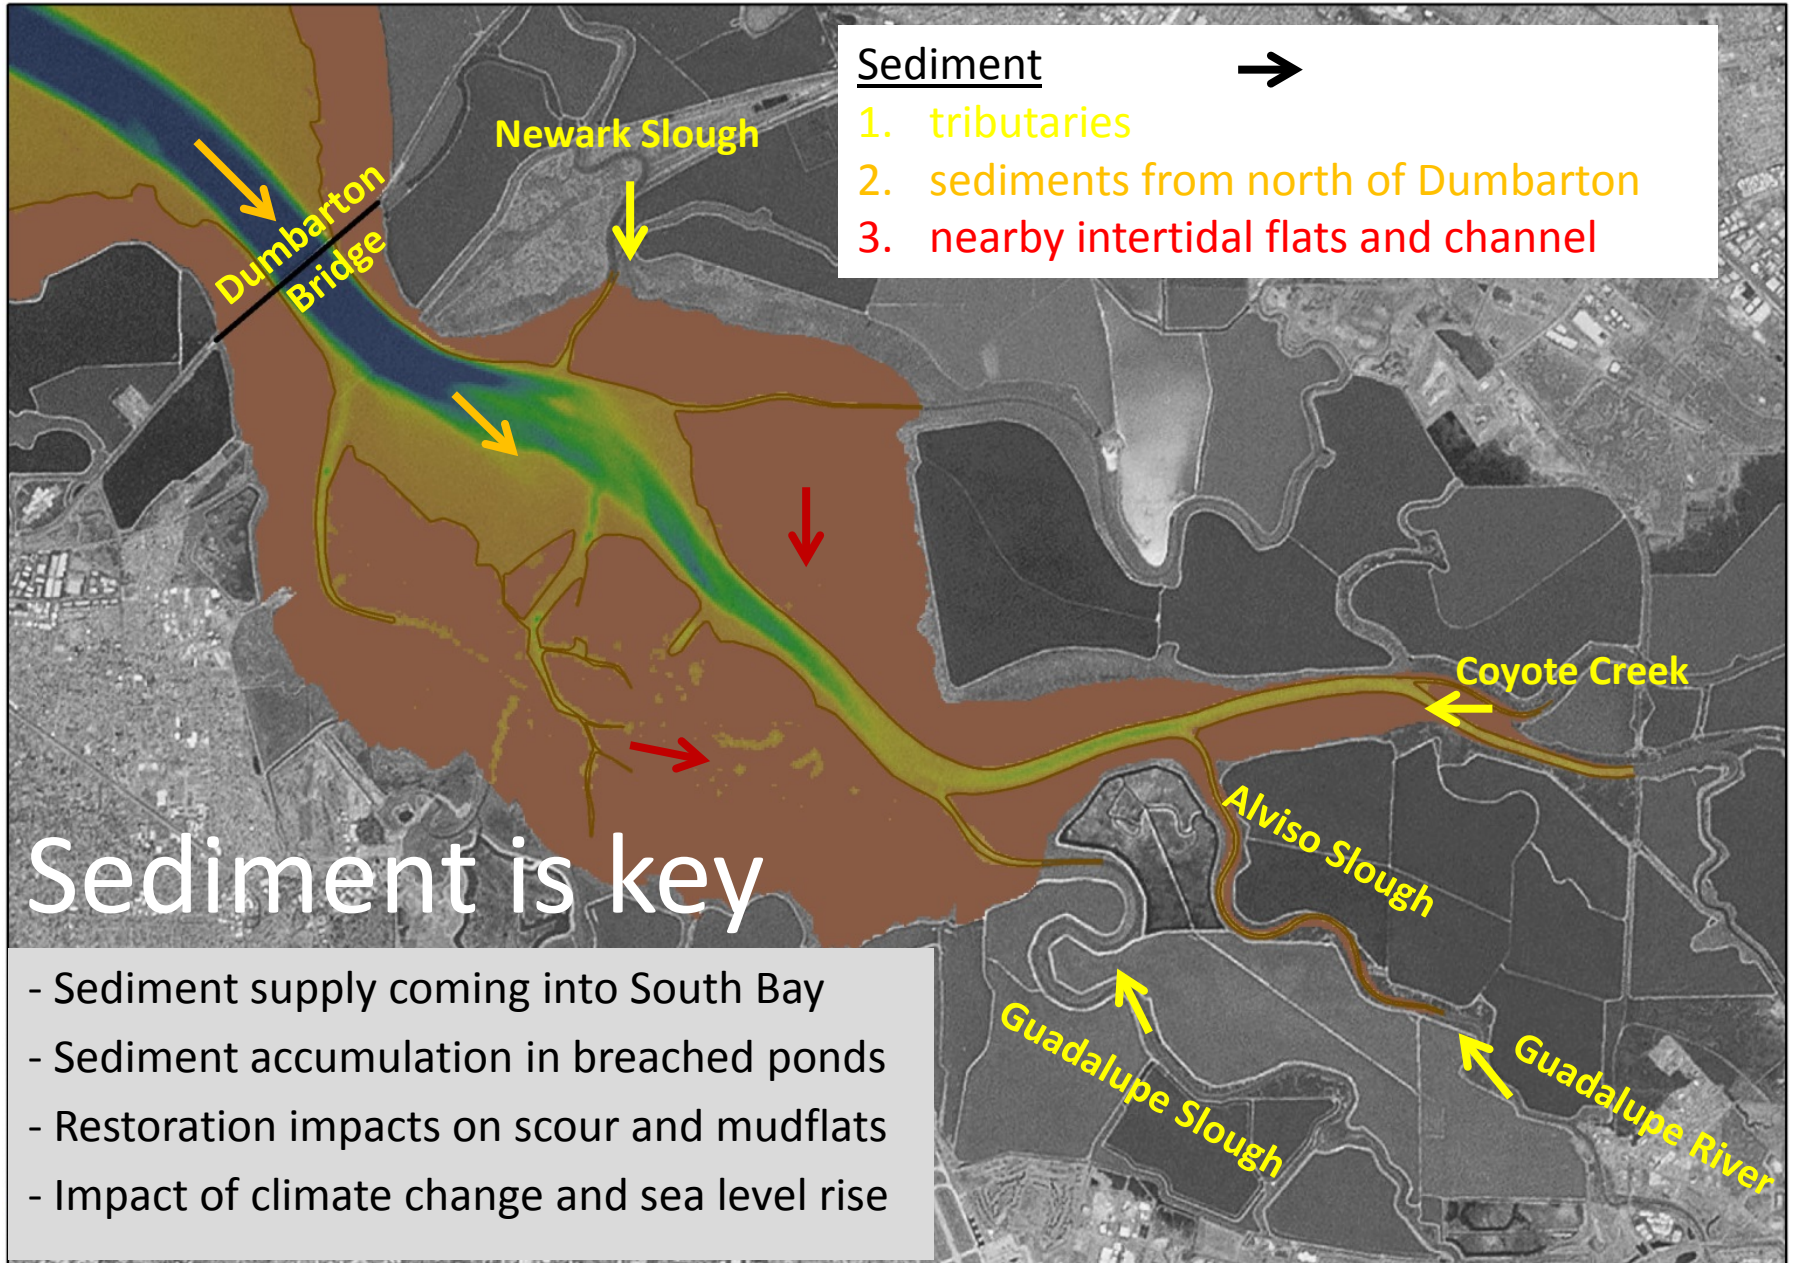 Sediment
1. tributaries
2. sediments from north of Dumbarton
3. nearby intertidal flats and channel
Newark Slough
Dumbarton
Bridge
Coyote Creek
Alviso Slough
Guadalupe Slough
Guadalupe River
Sediment is key
- Sediment supply coming into South Bay
- Sediment accumulation in breached ponds
- Restoration impacts on scour and mudflats
- Impact of climate change and sea level rise